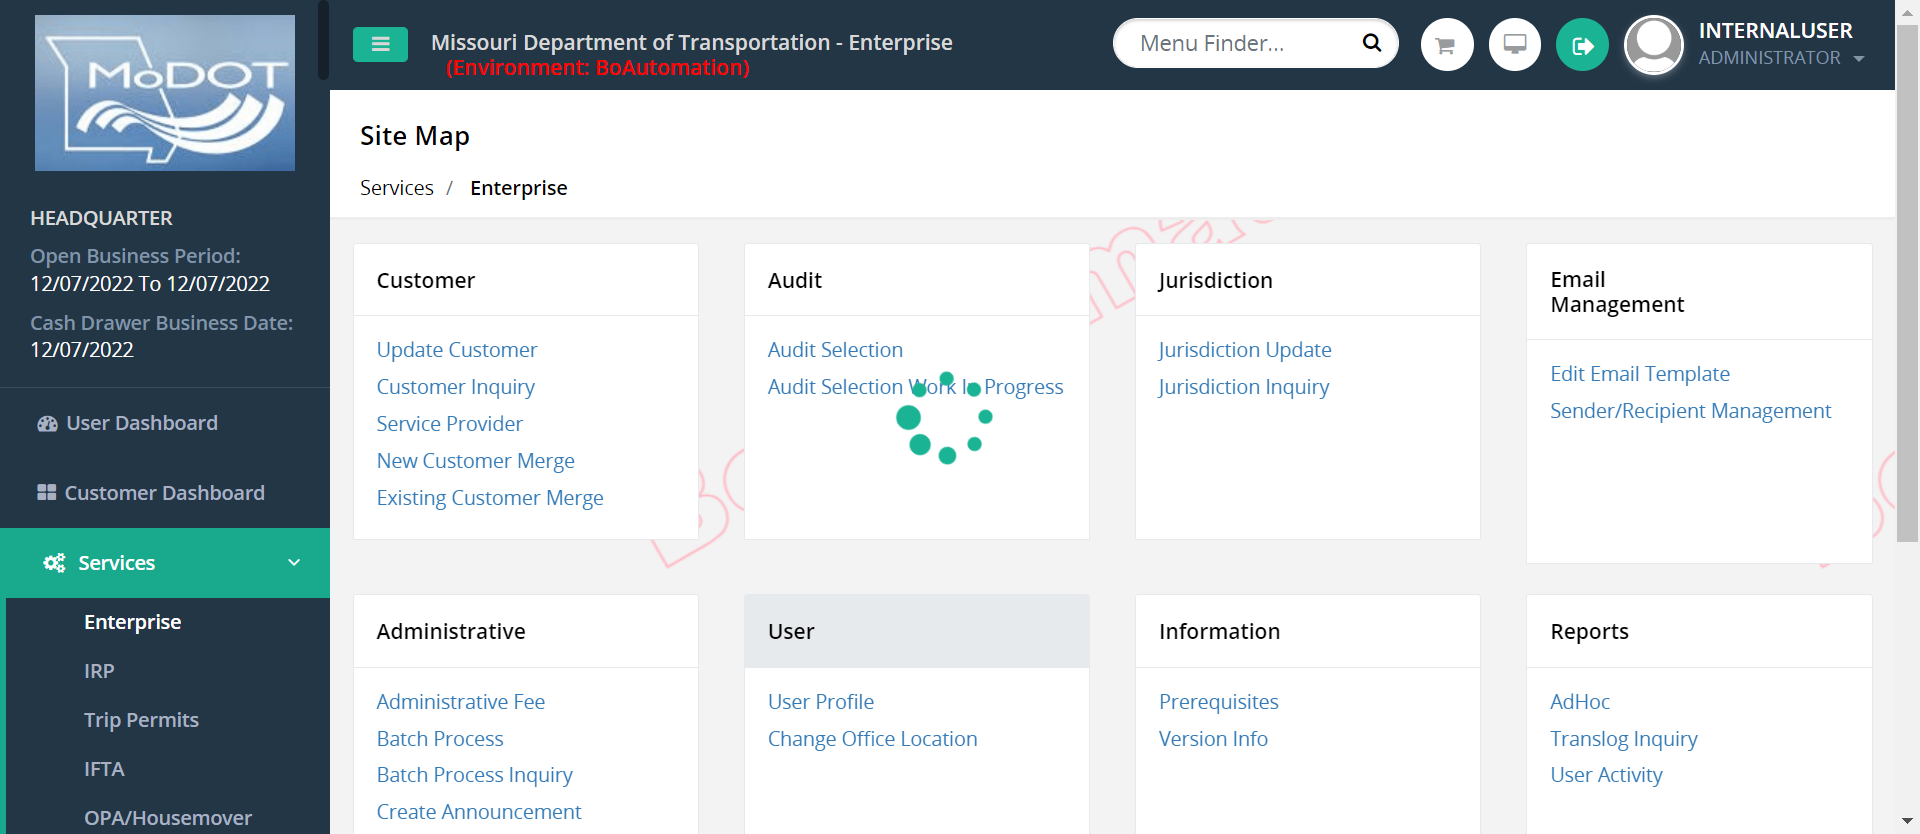 MoDOT
Missouri Department of Transportation - Enterprise
(Environment: BoAutomation)
Menu Finder...
INTERNALUSER
ADMINISTRATOR
HEADQUARTER
Open Business Period:
12/07/2022 To 12/07/2022
Cash Drawer Business Date:
12/07/2022
User Dashboard
Customer Dashboard
Services
Enterprise
IRP
Trip Permits
IFTA
OPA/Housemover
Site Map
Services / Enterprise
Customer
Update Customer
Customer Inquiry
Service Provider
New Customer Merge
Existing Customer Merge
Audit
Audit Selection
Audit Selection Work In Progress
Jurisdiction
Jurisdiction Update
Jurisdiction Inquiry
Email
Management
Edit Email Template
Sender/Recipient Management
Administrative
Administrative Fee
Batch Process
Batch Process Inquiry
Create Announcement
User
User Profile
Change Office Location
Information
Prerequisites
Version Info
Reports
AdHoc
Translog Inquiry
User Activity